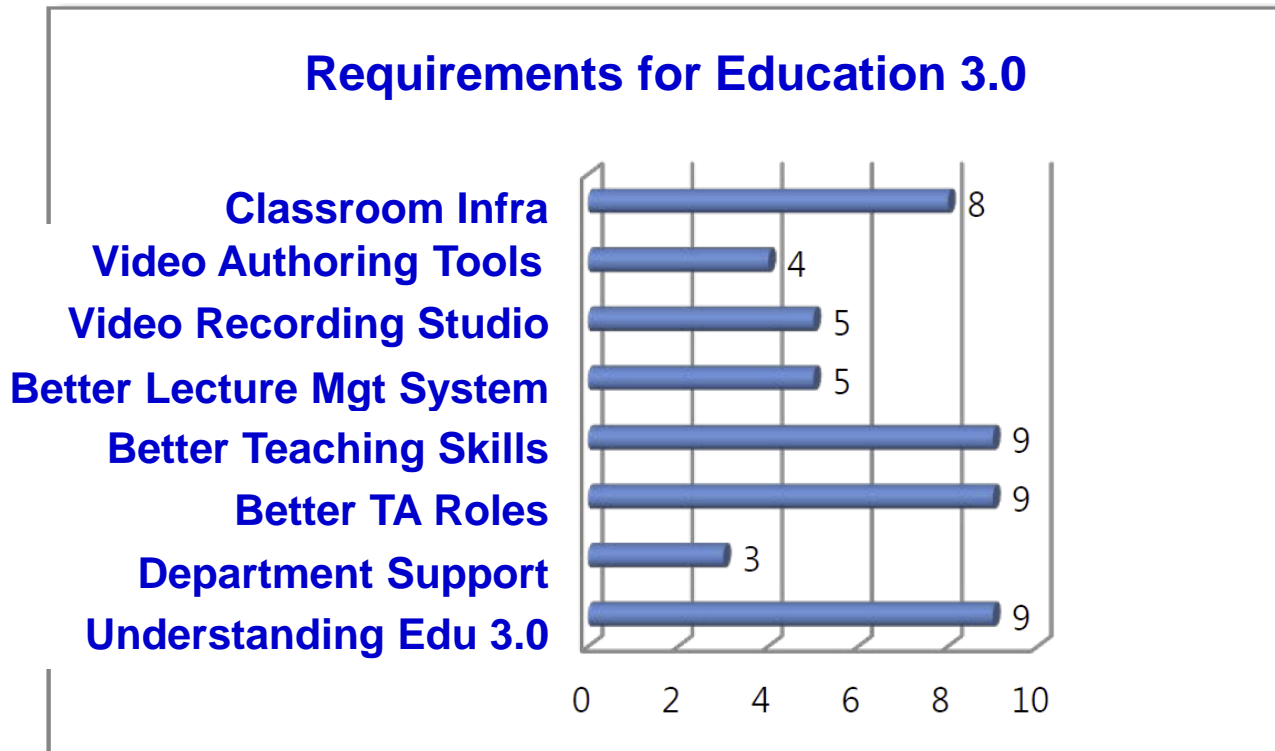 Requirements for Education 3.0
Classroom Infra 8
Video Authoring Tools 4
Video Recording Studio 5
Better Lecture Mgt System 5
Better Teaching Skills 9
Better TA Roles 9
Department Support 3
Understanding Edu 3.0 9
0 2 4 6 8 10